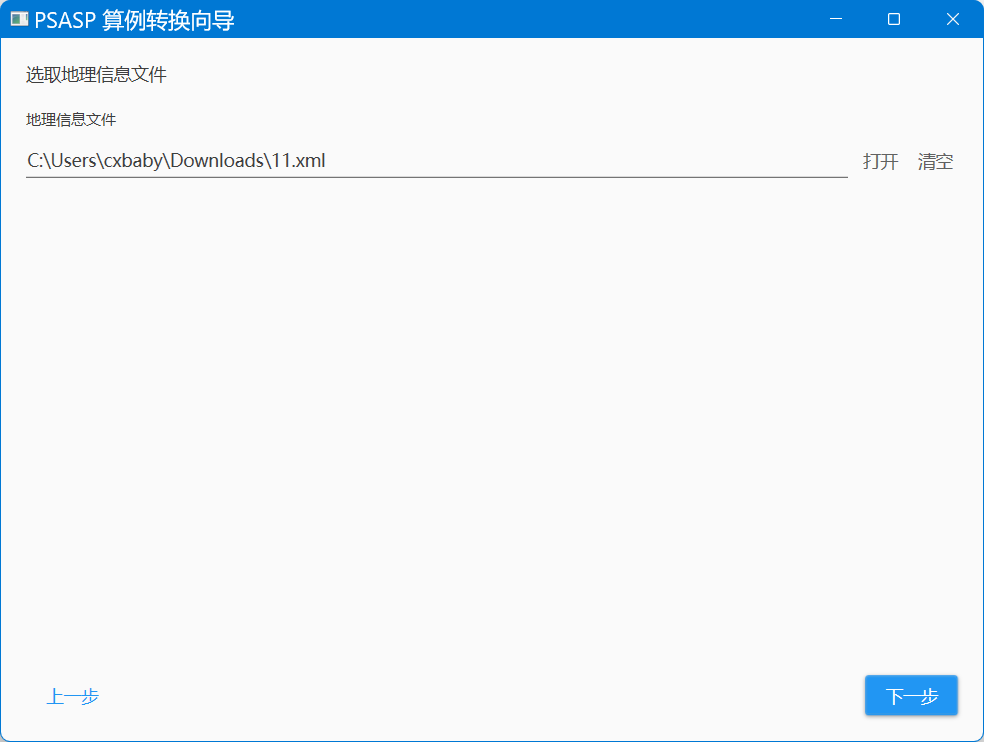 PSASP 算例转换向导
选取地理信息文件
地理信息文件
C:\Users\cxbaby\Downloads\11.xml 打开 清空
上一步 下一步